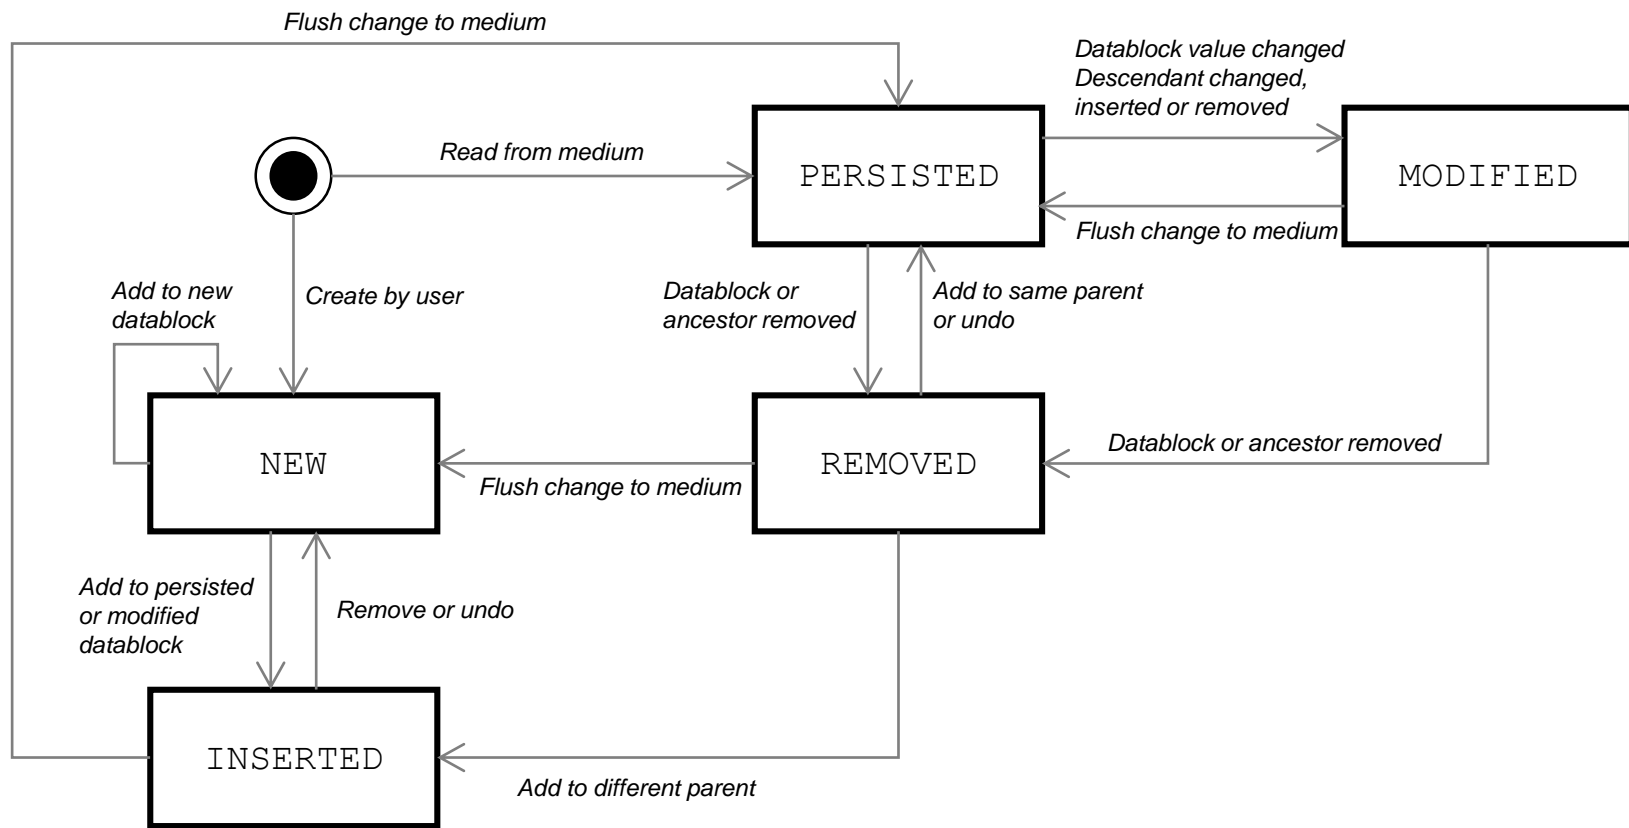 Flush change to medium
Datablock value changed
Descendant changed,
inserted or removed
Read from medium
PERSISTED
MODIFIED
Flush change to medium
Add to new
datablock
Create by user
Datablock or
ancestor removed
Add to same parent
or undo
NEW
REMOVED
Datablock or ancestor removed
Flush change to medium
Add to persisted
or modified
datablock
Remove or undo
INSERTED
Add to different parent